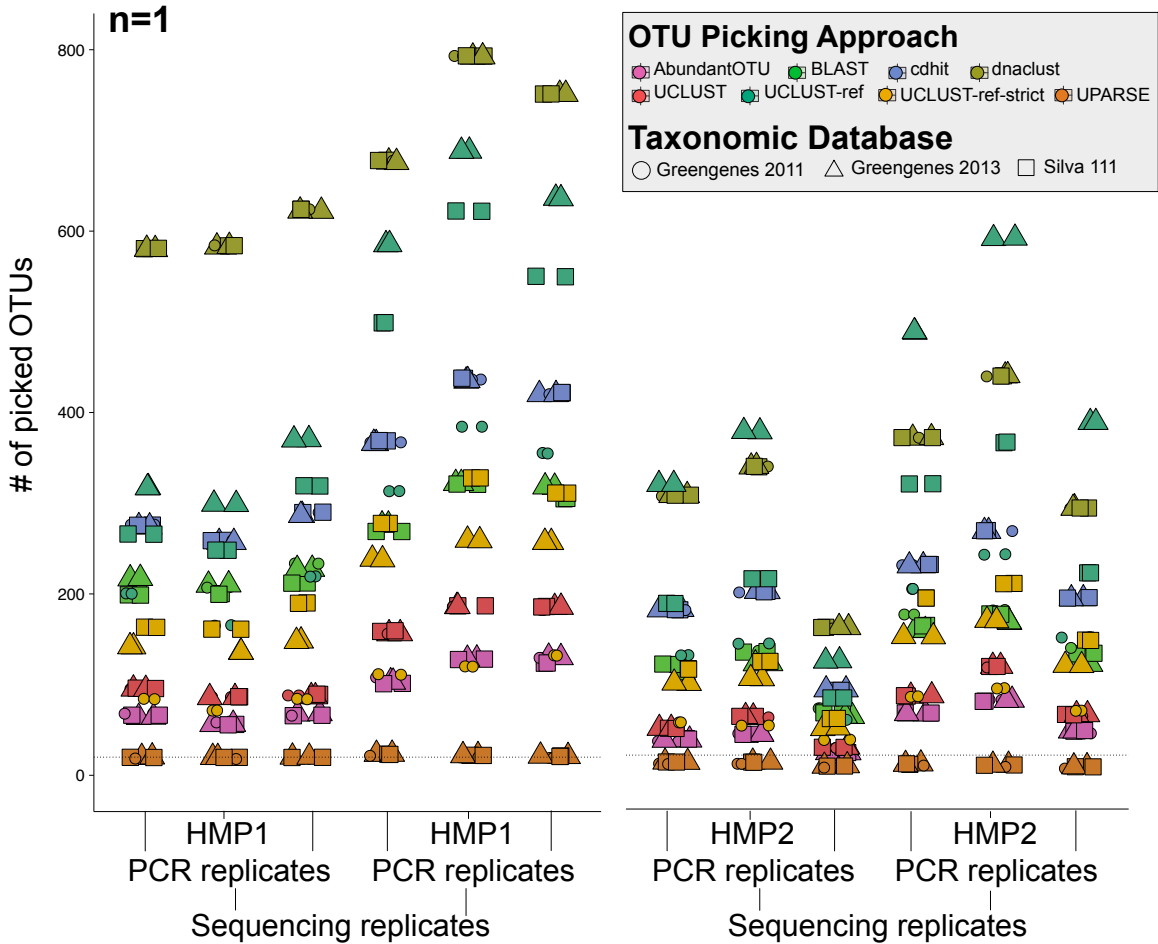 n=1
OTU Picking Approach
AbundantOTU BLAST cdhit dnaclust
UCLUST UCLUST-ref UCLUST-ref-strict UPARSE
Taxonomic Database
Greengenes 2011 Greengenes 2013 Silva 111
# of picked OTUs
800
600
400
200
0
HMP1 HMP1 HMP2 HMP2
PCR replicates PCR replicates PCR replicates PCR replicates
Sequencing replicates Sequencing replicates